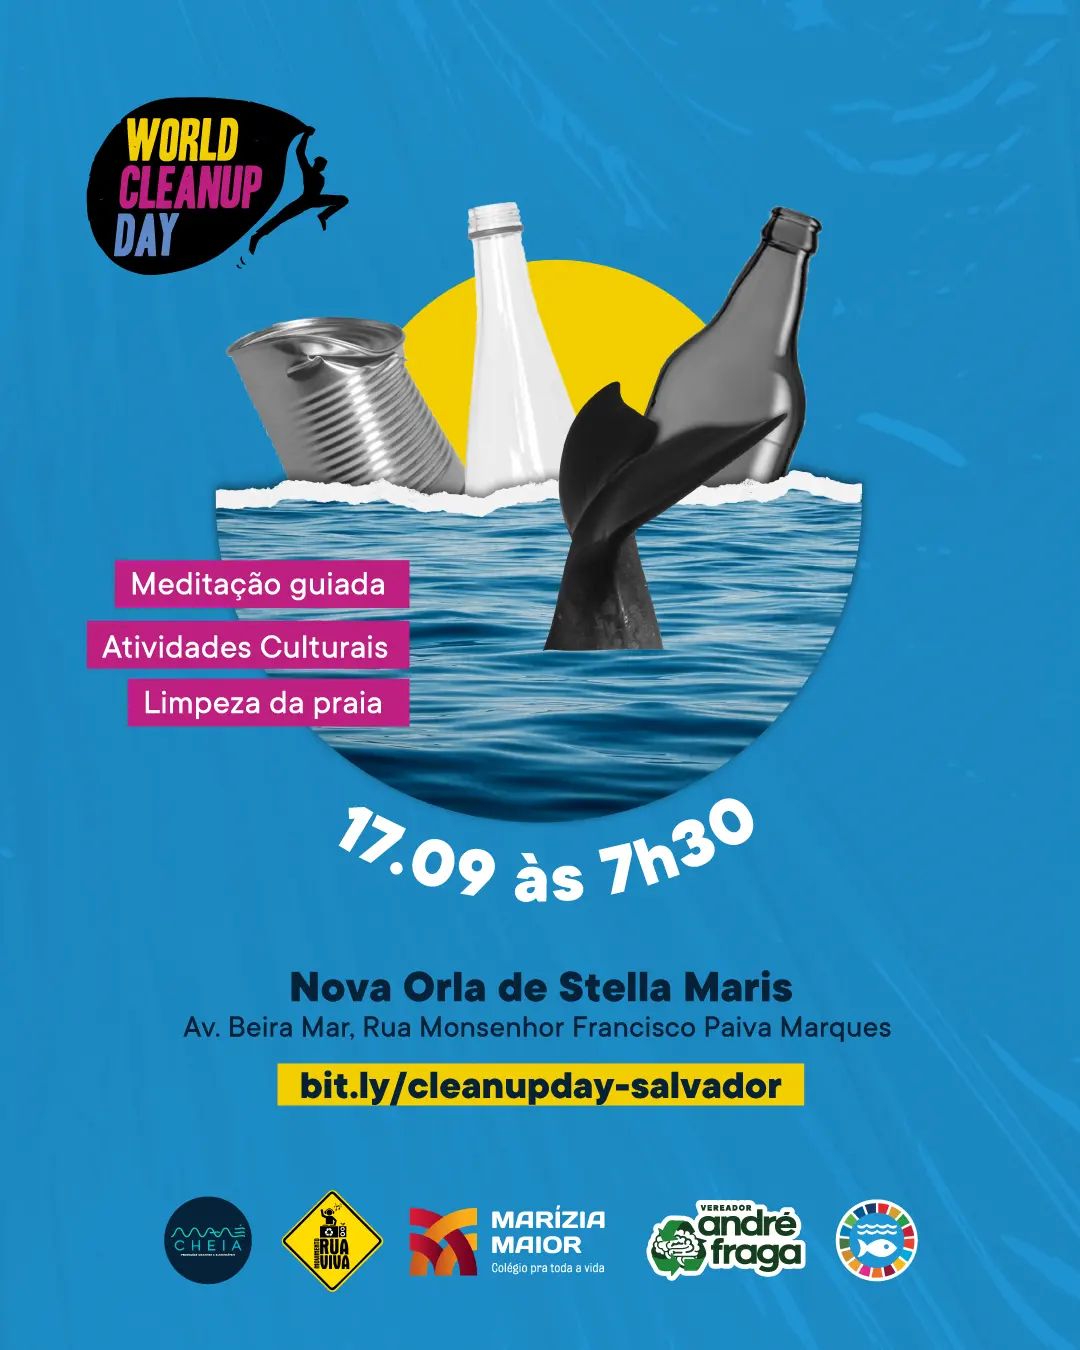 WORLD
CLEANUP
DAY
Meditação guiada
Atividades Culturais
Limpeza da praia
17.09 às 7h30
Nova Orla de Stella Maris
Av. Beira Mar, Rua Monsenhor Francisco Paiva Marques
bit.ly/cleanupday-salvador
MARÉ
CHEIA
MOVIMENTO
RUA
VIVA
MARÍZIA
MAIOR
Colégio pra toda a vida
VEREADOR
andré
fraga